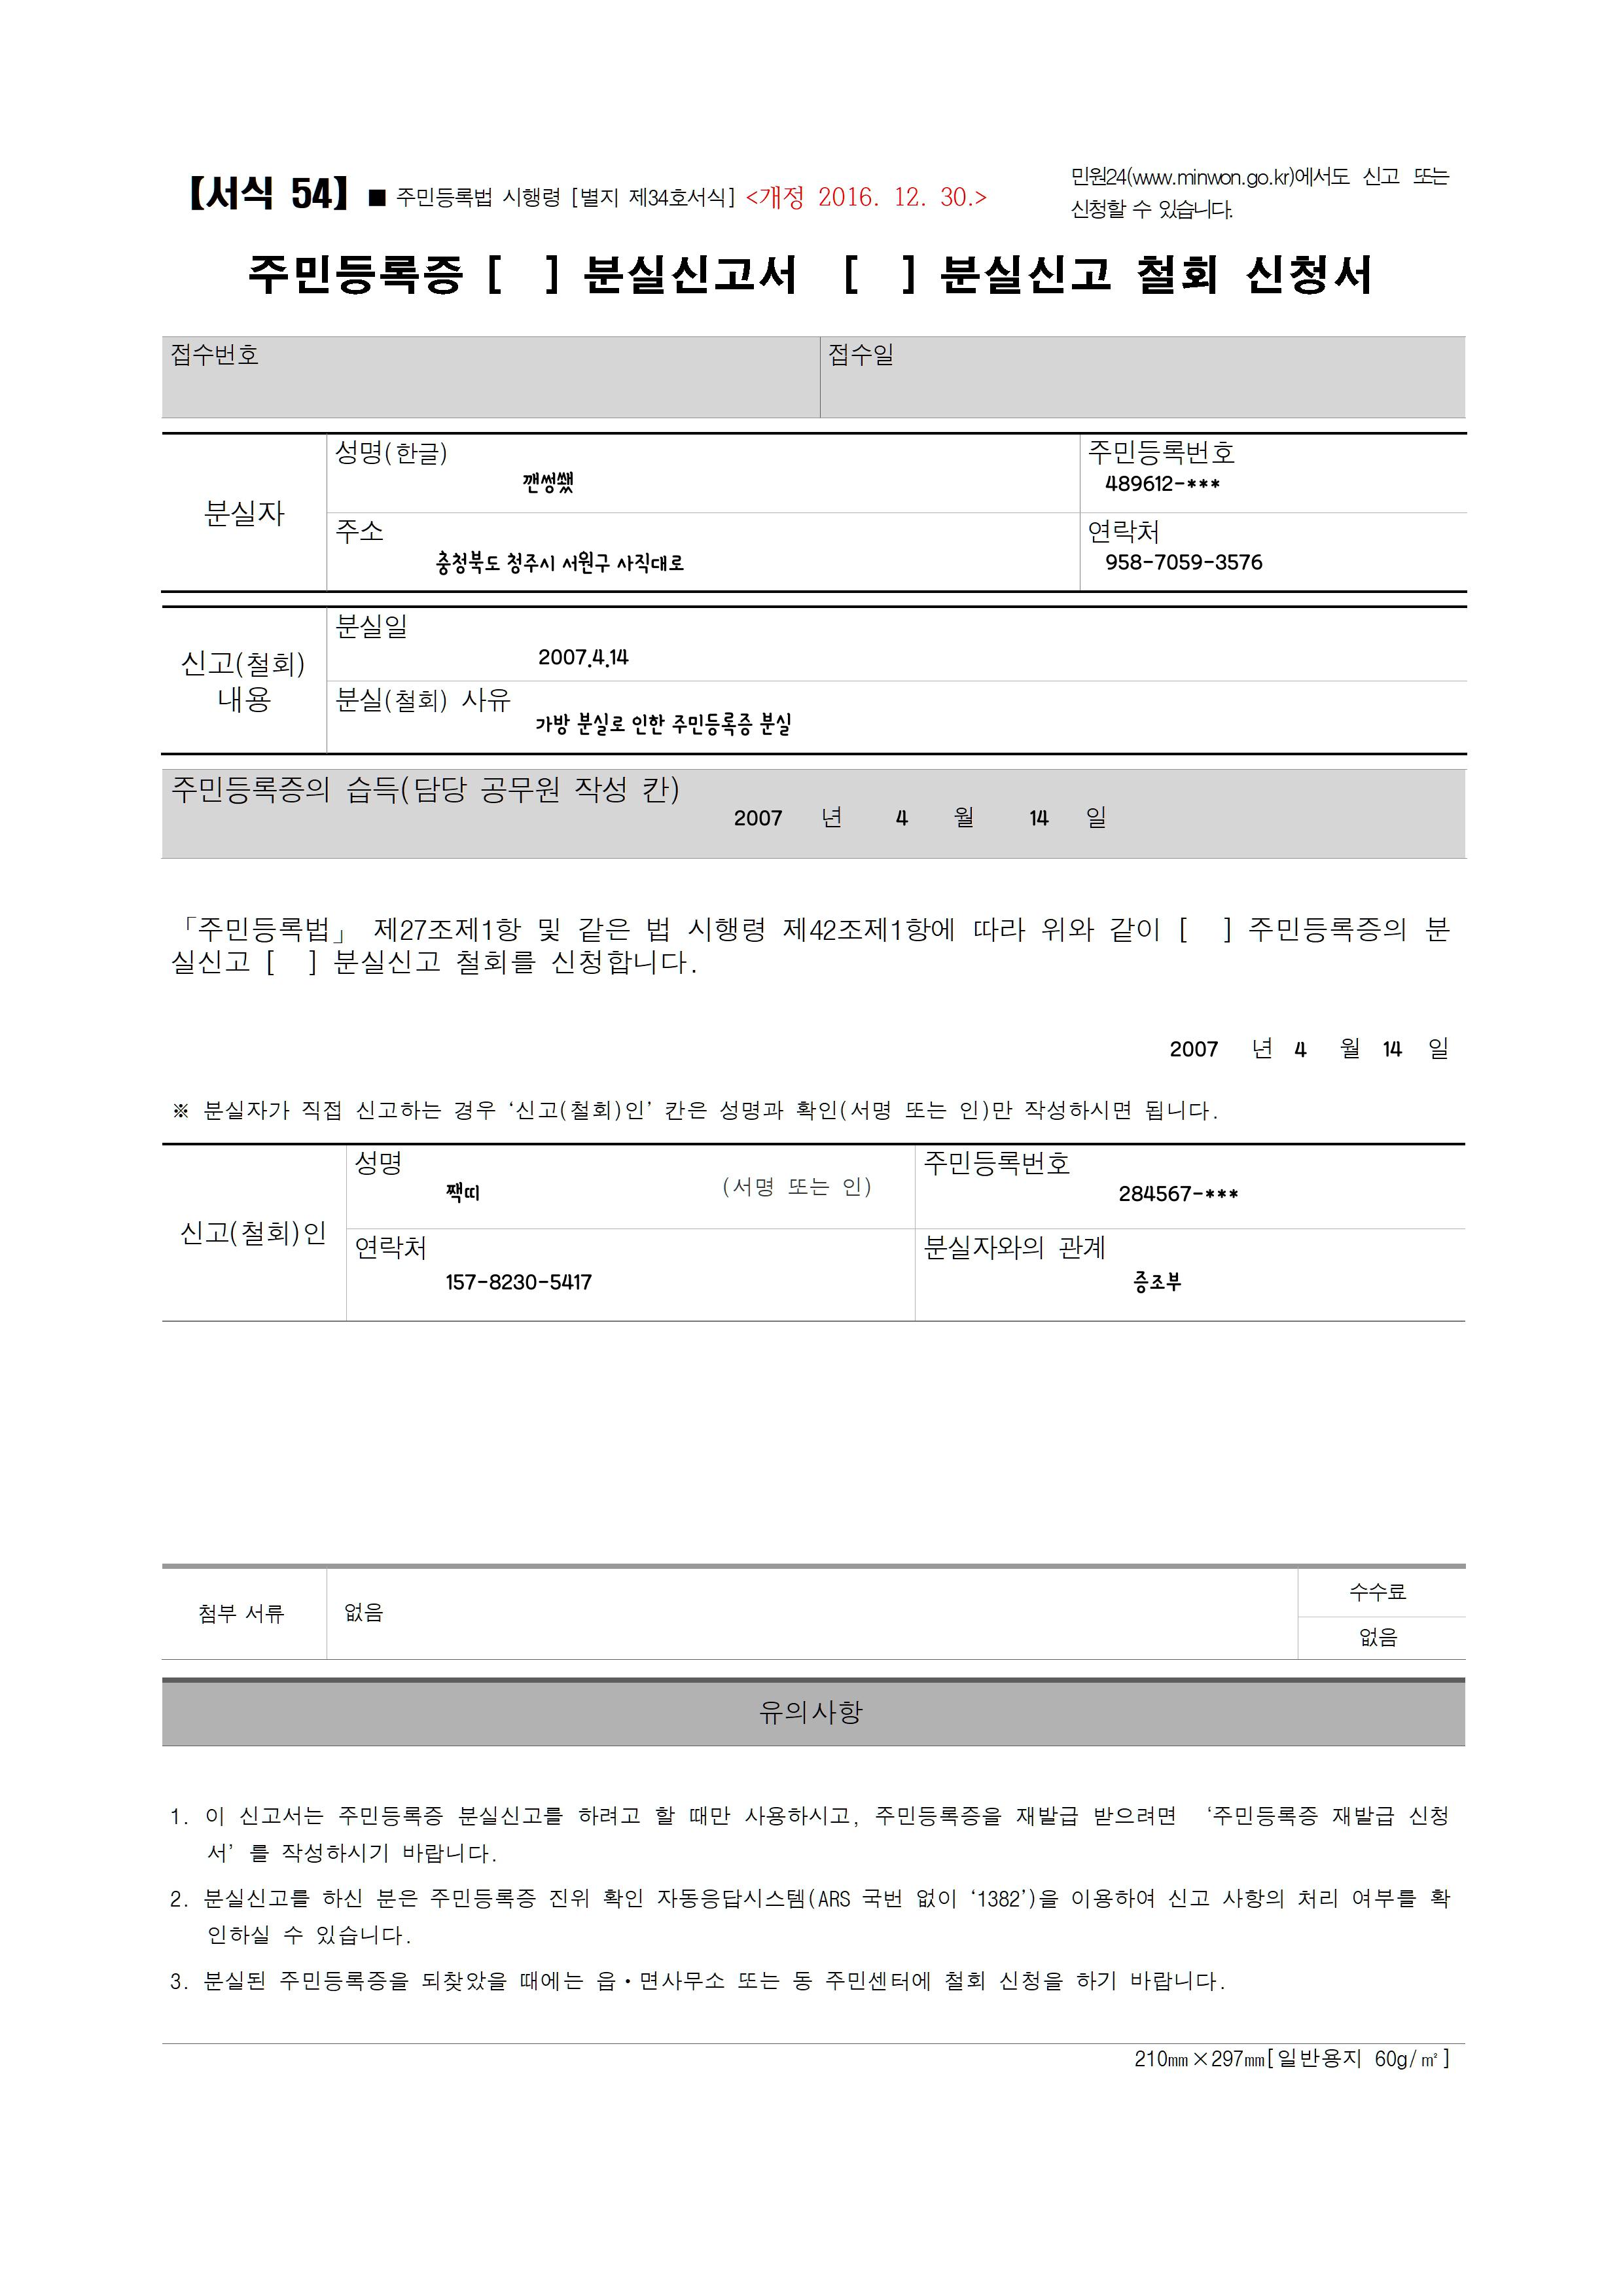 【서식 54】 ■ 주민등록법 시행령 [별지 제34호서식] <개정 2016. 12. 30.>
민원24(www.minwon.go.kr)에서도 신고 또는
신청할 수 있습니다.
주민등록증 [ ] 분실신고서 [ ] 분실신고 철회 신청서
접수번호 접수일
분실자
성명(한글) 주민등록번호
깬썽쌨 489612-***
주소 연락처
충청북도 청주시 서원구 사직대로 958-7059-3576
신고(철회)
내용
분실일
2007.4.14
분실(철회) 사유
가방 분실로 인한 주민등록증 분실
주민등록증의 습득(담당 공무원 작성 칸)
2007 년 4 월 14 일
「주민등록법」 제27조제1항 및 같은 법 시행령 제42조제1항에 따라 위와 같이 [ ] 주민등록증의 분
실신고 [ ] 분실신고 철회를 신청합니다.
2007 년 4 월 14 일
※ 분실자가 직접 신고하는 경우 ‘신고(철회)인’ 칸은 성명과 확인(서명 또는 인)만 작성하시면 됩니다.
신고(철회)인
성명 주민등록번호
짹띠 (서명 또는 인) 284567-***
연락처 분실자와의 관계
157-8230-5417 증조부
첨부 서류 없음
수수료
없음
유의사항
1. 이 신고서는 주민등록증 분실신고를 하려고 할 때만 사용하시고, 주민등록증을 재발급 받으려면 ‘주민등록증 재발급 신청
서’를 작성하시기 바랍니다.
2. 분실신고를 하신 분은 주민등록증 진위 확인 자동응답시스템(ARS 국번 없이 ‘1382’)을 이용하여 신고 사항의 처리 여부를 확
인하실 수 있습니다.
3. 분실된 주민등록증을 되찾았을 때에는 읍·면사무소 또는 동 주민센터에 철회 신청을 하기 바랍니다.
210㎜×297㎜[일반용지 60g/㎡]